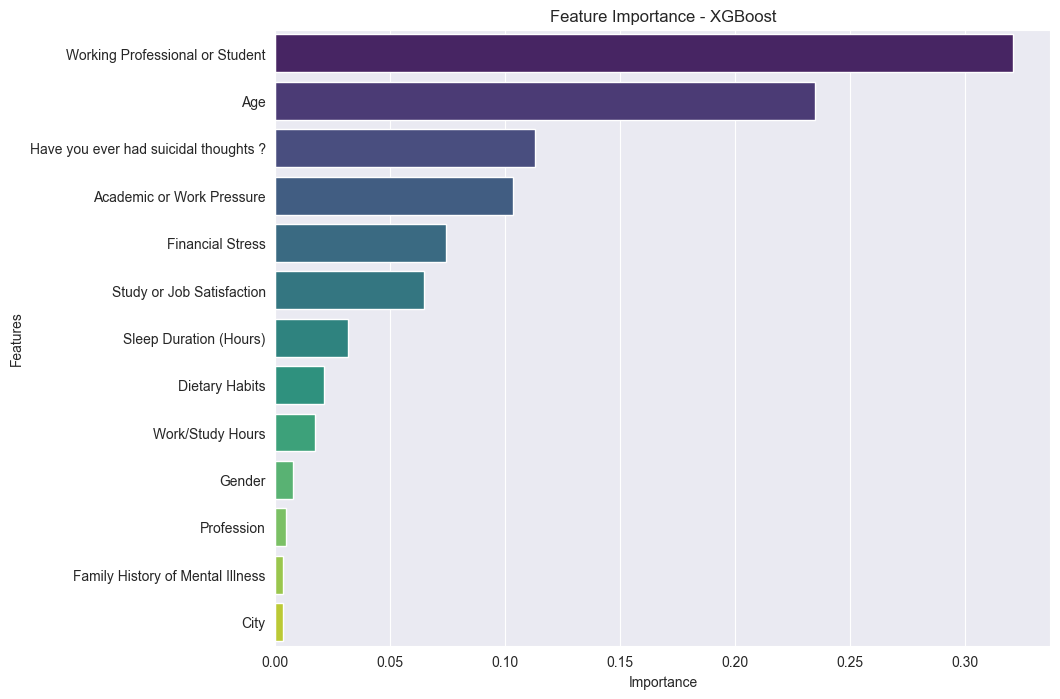 Feature Importance - XGBoost
Features
Working Professional or Student
Age
Have you ever had suicidal thoughts ?
Academic or Work Pressure
Financial Stress
Study or Job Satisfaction
Sleep Duration (Hours)
Dietary Habits
Work/Study Hours
Gender
Profession
Family History of Mental Illness
City
0.00 0.05 0.10 0.15 0.20 0.25 0.30
Importance